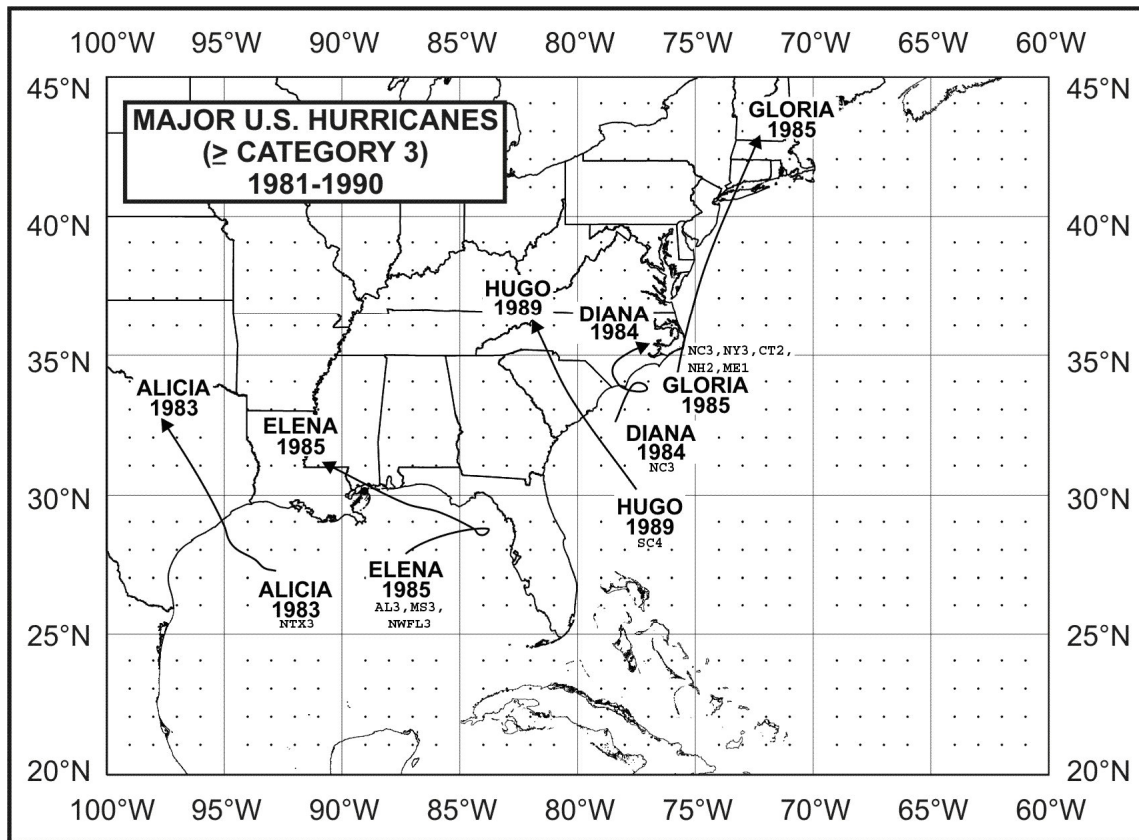 100°W 95°W 90°W 85°W 80°W 75°W 70°W 65°W 60°W
45°N 45°N
MAJOR U.S. HURRICANES
(≥ CATEGORY 3)
1981-1990
GLORIA
1985
40°N 40°N
HUGO
1989
DIANA
1984
35°N 35°N
NC3,NY3,CT2,
NH2,ME1
GLORIA
1985
ALICIA
1983
ELENA
1985
DIANA
1984
NC3
30°N 30°N
HUGO
1989
SC4
ELENA
1985
AL3,MS3,
NWFL3
ALICIA
1983
NTX3
25°N 25°N
20°N 20°N
100°W 95°W 90°W 85°W 80°W 75°W 70°W 65°W 60°W